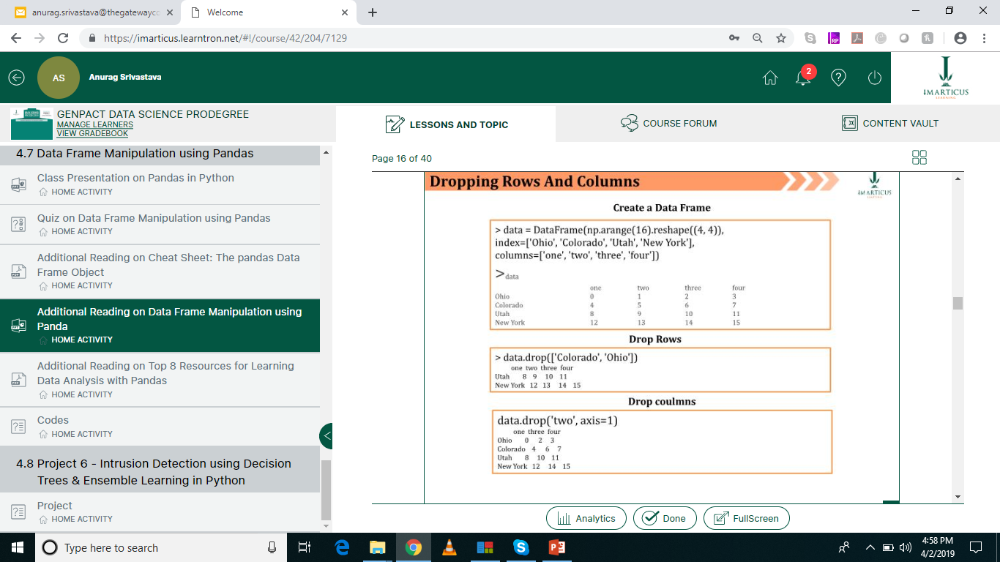 anurag.srivastava@thegatewayco
Welcome
https://imarticus.learntron.net/#!/course/42/204/7129
AS
Anurag Srivastava
2
IMARTICUS
LEARNING
GENPACT DATA SCIENCE PRODEGREE
MANAGE LEARNERS
VIEW GRADEBOOK
LESSONS AND TOPIC
COURSE FORUM
CONTENT VAULT
4.7 Data Frame Manipulation using Pandas
Class Presentation on Pandas in Python
HOME ACTIVITY
Quiz on Data Frame Manipulation using Pandas
HOME ACTIVITY
Additional Reading on Cheat Sheet: The pandas Data
Frame Object
HOME ACTIVITY
Additional Reading on Data Frame Manipulation using
Panda
HOME ACTIVITY
Additional Reading on Top 8 Resources for Learning
Data Analysis with Pandas
HOME ACTIVITY
Codes
HOME ACTIVITY
4.8 Project 6 - Intrusion Detection using Decision
Trees & Ensemble Learning in Python
Project
HOME ACTIVITY
Page 16 of 40
Dropping Rows And Columns
IMARTICUS
Create a Data Frame
> data = DataFrame(np.arange(16).reshape((4, 4)),
index=['Ohio', 'Colorado', 'Utah', 'New York'],
columns=['one', 'two', 'three', 'four'])
>data
one two three four
Ohio 0 1 2 3
Colorado 4 5 6 7
Utah 8 9 10 11
New York 12 13 14 15
Drop Rows
> data.drop(['Colorado', 'Ohio'])
one two three four
Utah 8 9 10 11
New York 12 13 14 15
Drop coulmns
data.drop('two', axis=1)
one three four
Ohio 0 2 3
Colorado 4 6 7
Utah 8 10 11
New York 12 14 15
Analytics
Done
FullScreen
Type here to search
4:58 PM
4/2/2019